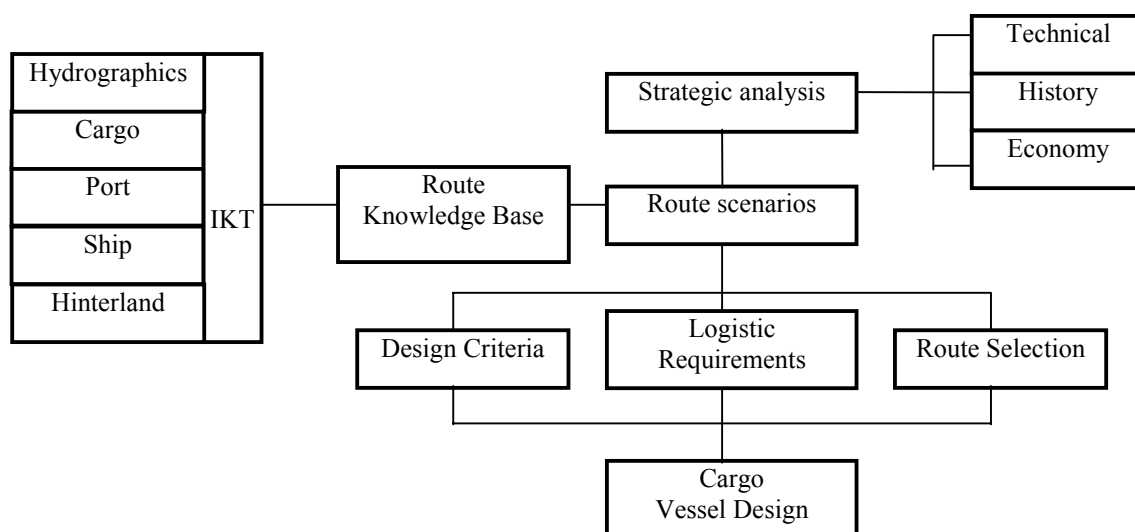 Hydrographics
Cargo
Port
Ship
Hinterland
IKT
Route
Knowledge Base
Strategic analysis
Route scenarios
Technical
History
Economy
Design Criteria
Logistic
Requirements
Route Selection
Cargo
Vessel Design